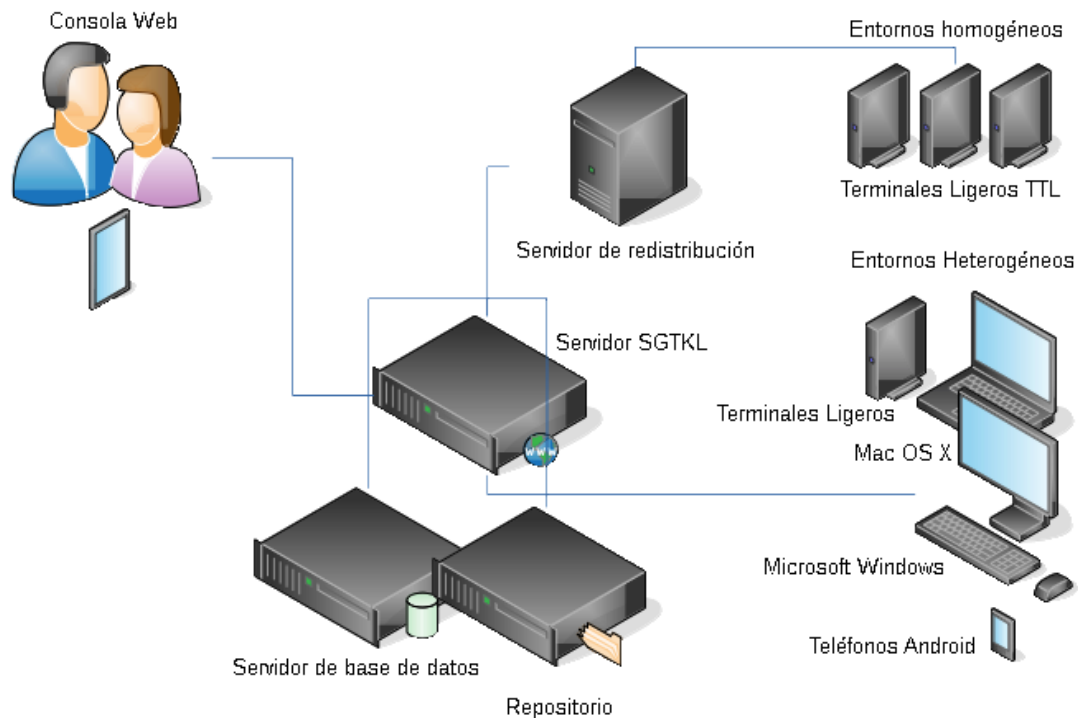 Consola Web
Entornos homogéneos
Terminales Ligeros TTL
Servidor de redistribución
Entornos Heterogéneos
Servidor SGTKL
Terminales Ligeros
Mac OS X
www
Microsoft Windows
Teléfonos Android
Servidor de base de datos
Repositorio